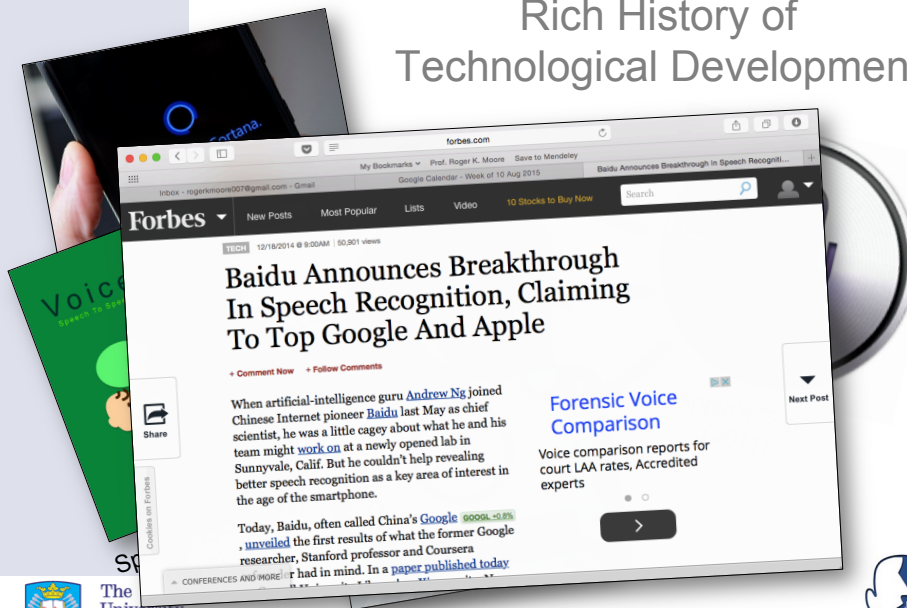 Rich History of
Technological Developmen
Cortana.
forbes.com
My Bookmarks Prof. Roger K. Moore Save to Mendeley
Inbox - rogerkmoore007@gmail.com - Gmail
Google Calendar - Week of 10 Aug 2015
Baidu Announces Breakthrough In Speech Recogniti...
Forbes
New Posts
Most Popular
Lists
Video
10 Stocks to Buy Now
Search
TECH 12/18/2014 @ 9:00AM | 50,901 views
Baidu Announces Breakthrough
In Speech Recognition, Claiming
To Top Google And Apple
+ Comment Now + Follow Comments
When artificial-intelligence guru Andrew Ng joined
Chinese Internet pioneer Baidu last May as chief
scientist, he was a little cagey about what he and his
team might work on at a newly opened lab in
Sunnyvale, Calif. But he couldn't help revealing
better speech recognition as a key area of interest in
the age of the smartphone.
Today, Baidu, often called China's Google GOOGL +0.8%
, unveiled the first results of what the former Google
researcher, Stanford professor and Coursera
had in mind. In a paper published today
Forensic Voice
Comparison
Voice comparison reports for
court LAA rates, Accredited
experts
Next Post
Share
Cookies on Forbes
CONFERENCES AND MORE
Voice
Speech To
The